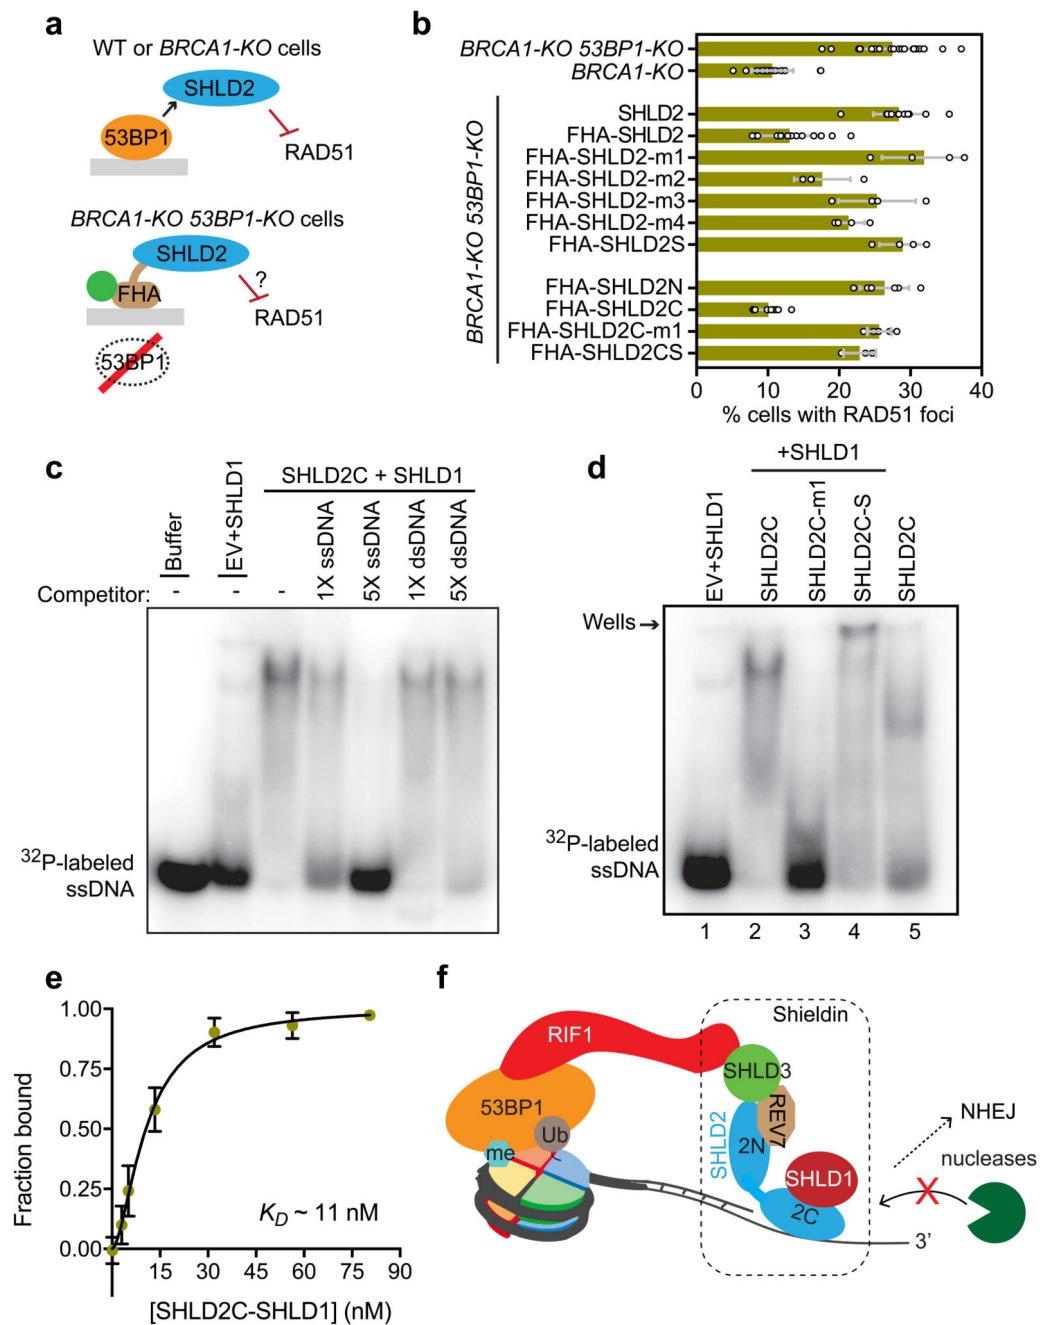 a
WT or BRCA1-KO cells
SHLD2
53BP1
RAD51
BRCA1-KO 53BP1-KO cells
SHLD2
?
FHA
RAD51
53BP1
b
BRCA1-KO 53BP1-KO
BRCA1-KO
BRCA1-KO 53BP1-KO
SHLD2
FHA-SHLD2
FHA-SHLD2-m1
FHA-SHLD2-m2
FHA-SHLD2-m3
FHA-SHLD2-m4
FHA-SHLD2S
FHA-SHLD2N
FHA-SHLD2C
FHA-SHLD2C-m1
FHA-SHLD2CS
0 10 20 30 40
% cells with RAD51 foci
c
SHLD2C + SHLD1
Buffer
EV+SHLD1
1X ssDNA
5X ssDNA
1X dsDNA
5X dsDNA
Competitor: - - -
32P-labeled
ssDNA
d
+SHLD1
EV+SHLD1
SHLD2C
SHLD2C-m1
SHLD2C-S
SHLD2C
Wells
32P-labeled
ssDNA
1 2 3 4 5
e
1.00
0.75
0.50
0.25
0.00
Fraction bound
KD ~ 11 nM
15 30 45 60 75 90
[SHLD2C-SHLD1] (nM)
f
Shieldin
RIF1
SHLD3
53BP1
REV7
Ub
me
SHLD2
2N
SHLD1
2C
NHEJ
nucleases
X
3’